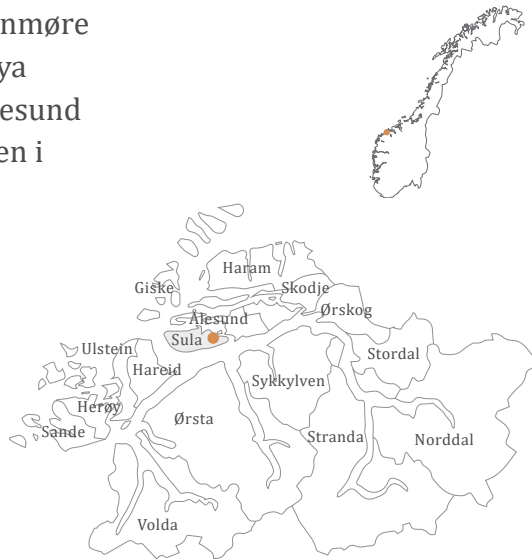 nmøre
ya
esund
en i
Haram
Skodje
Giske
Ørskog
Ålesund
Sula
Ulstein
Stordal
Hareid
Sykkylven
Herøy
Ørsta
Sande
Stranda
Norddal
Volda